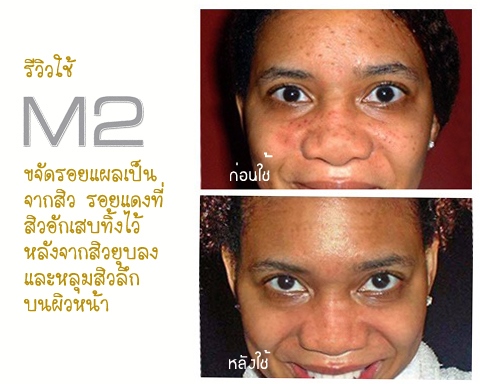 รีวิวใช้
M2
ขจัดรอยแผลเป็น
จากสิว รอยแดงที่
สิวอักเสบทิ้งไว้
หลังจากสิวยุบลง
และหลุมสิวลึก
บนผิวหน้า
ก่อนใช้
หลังใช้